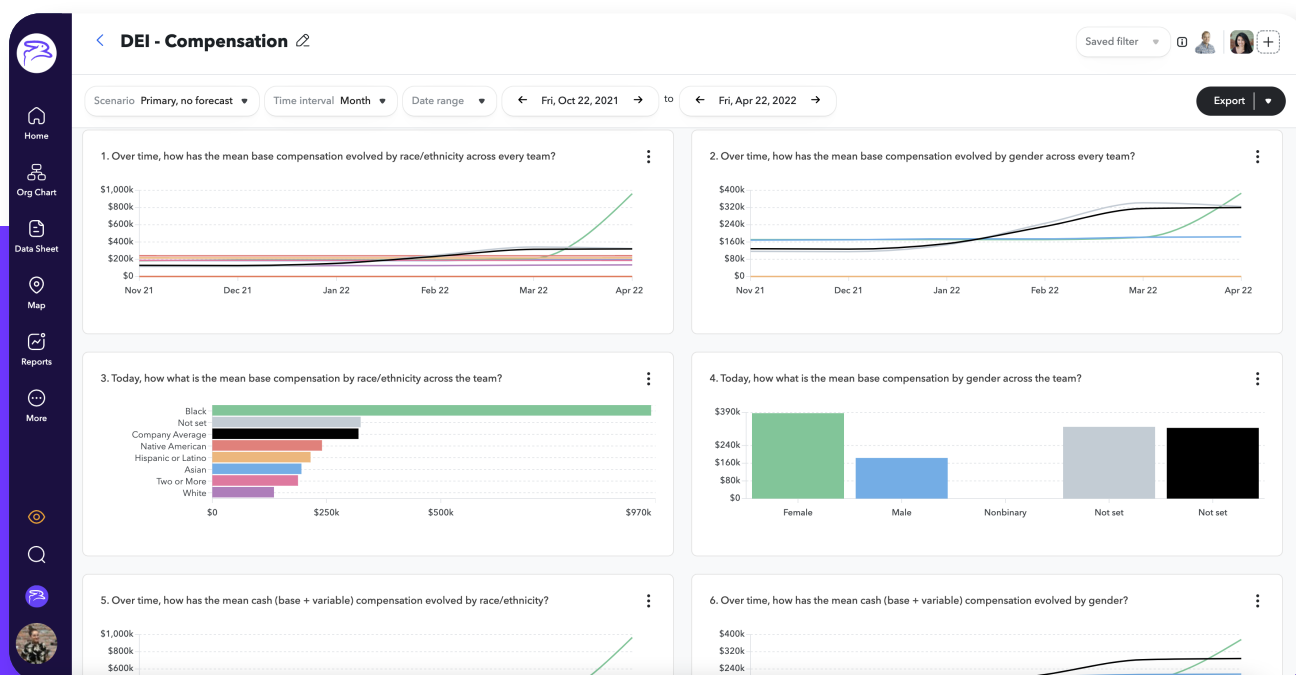 DEI - Compensation
Saved filter
Home
Org Chart
Data Sheet
Map
Reports
More
Scenario Primary, no forecast
Time interval Month
Date range
Fri, Oct 22, 2021
to
Fri, Apr 22, 2022
Export
1. Over time, how has the mean base compensation evolved by race/ethnicity across every team?
$1,000k
$800k
$600k
$400k
$200k
$0
Nov 21 Dec 21 Jan 22 Feb 22 Mar 22 Apr 22
2. Over time, how has the mean base compensation evolved by gender across every team?
$400k
$320k
$240k
$160k
$80k
$0
Nov 21 Dec 21 Jan 22 Feb 22 Mar 22 Apr 22
3. Today, how what is the mean base compensation by race/ethnicity across the team?
Black
Not set
Company Average
Native American
Hispanic or Latino
Asian
Two or More
White
$0 $250k $500k $970k
4. Today, how what is the mean base compensation by gender across the team?
$390k
$240k
$160k
$80k
$0
Female Male Nonbinary Not set Not set
5. Over time, how has the mean cash (base + variable) compensation evolved by race/ethnicity?
$1,000k
$800k
$600k
6. Over time, how has the mean cash (base + variable) compensation evolved by gender?
$400k
$320k
$240k